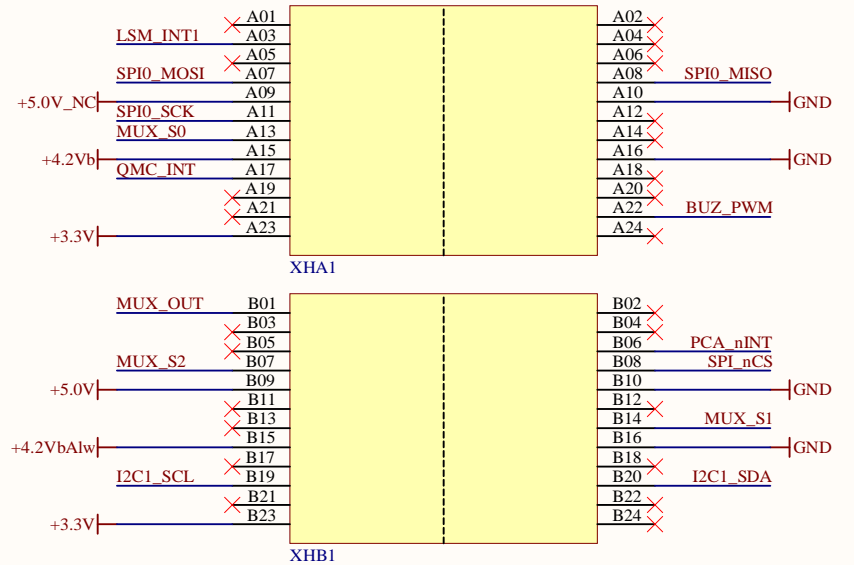 A01 A02
LSM_INT1 A03 A04
A05 A06
SPI0_MOSI A07 A08 SPI0_MISO
+5.0V_NC A09 A10 GND
SPI0_SCK A11 A12
MUX_S0 A13 A14
+4.2Vb A15 A16 GND
QMC_INT A17 A18
A19 A20
A21 A22 BUZ_PWM
+3.3V A23 A24
XHA1
MUX_OUT B01 B02
B03 B04
B05 B06 PCA_nINT
MUX_S2 B07 B08 SPI_nCS
+5.0V B09 B10 GND
B11 B12
B13 B14 MUX_S1
+4.2VbAlw B15 B16 GND
B17 B18
I2C1_SCL B19 B20 I2C1_SDA
B21 B22
+3.3V B23 B24
XHB1